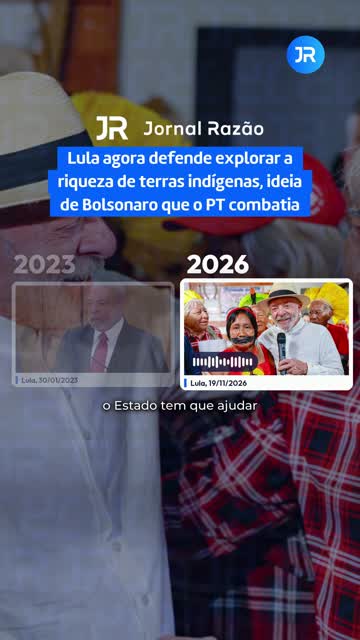 JR
JR Jornal Razão
Lula agora defende explorar a
riqueza de terras indígenas, ideia
de Bolsonaro que o PT combatia
2023
2026
Lula, 30/01/2023
Lula, 19/11/2026
o Estado tem que ajudar